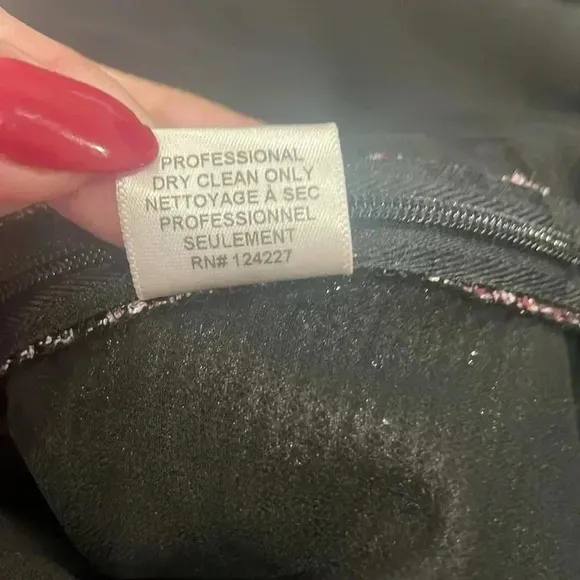 PROFESSIONAL
DRY CLEAN ONLY
NETTOYAGE À SEC
PROFESSIONNEL
SEULEMENT
RN# 124227